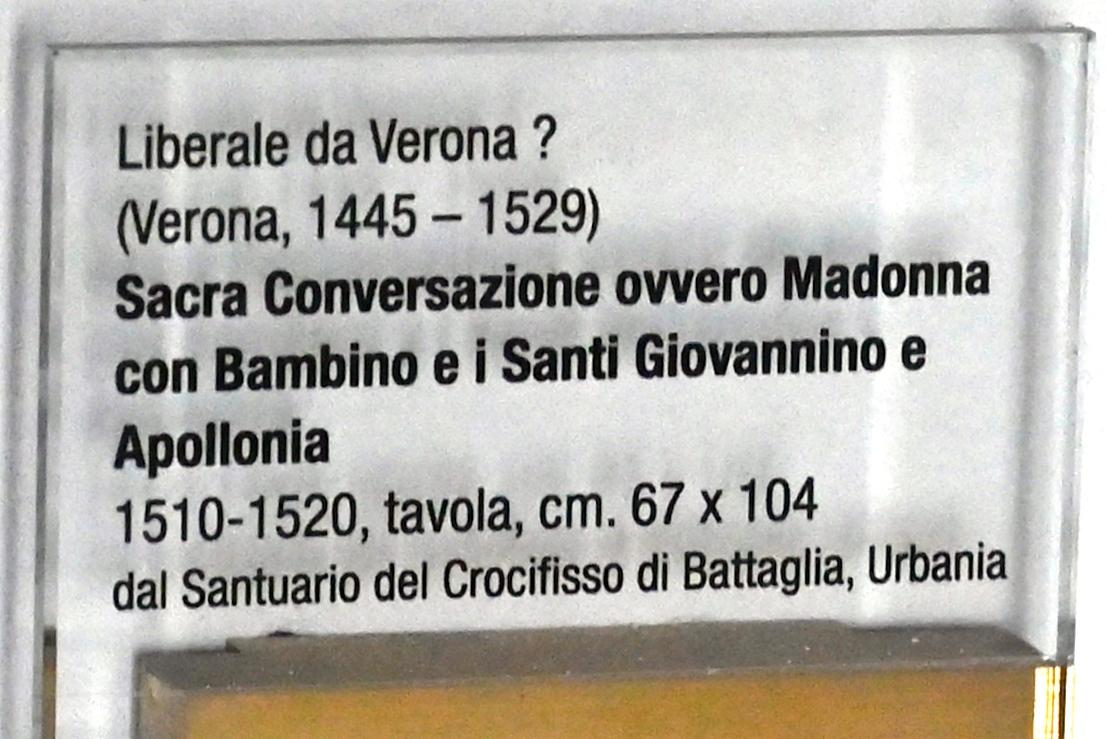 Liberale da Verona ?
(Verona, 1445 – 1529)
Sacra Conversazione ovvero Madonna
con Bambino e i Santi Giovannino e
Apollonia
1510-1520, tavola, cm. 67 x 104
dal Santuario del Crocifisso di Battaglia, Urbania